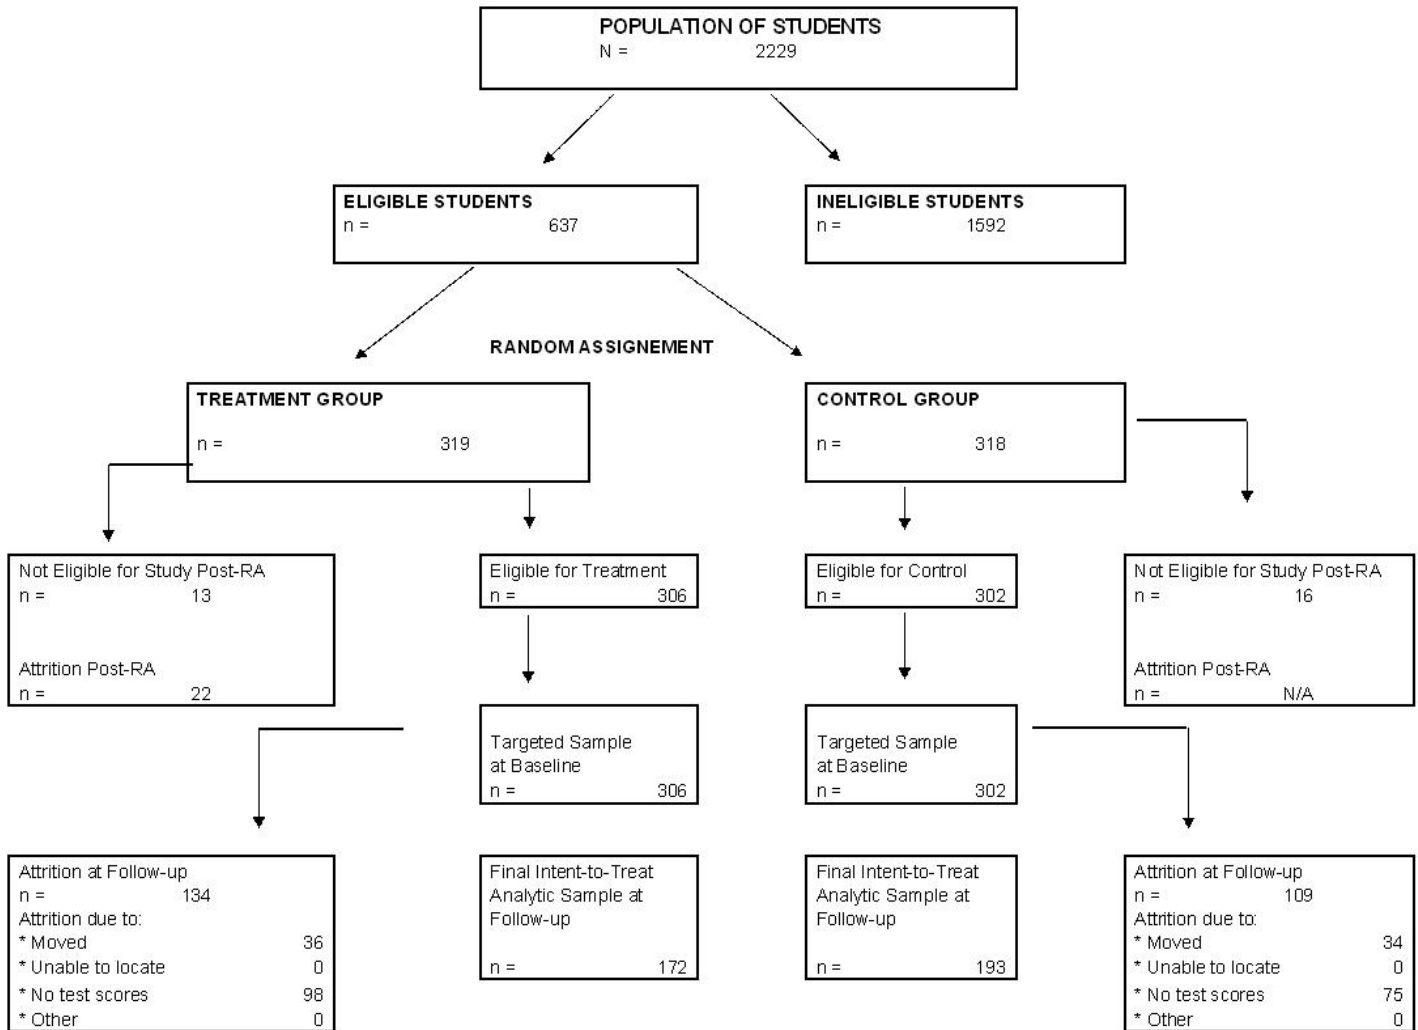 POPULATION OF STUDENTS
N = 2229
ELIGIBLE STUDENTS
n = 637
INELIGIBLE STUDENTS
n = 1592
RANDOM ASSIGNEMENT
TREATMENT GROUP
n = 319
CONTROL GROUP
n = 318
Not Eligible for Study Post-RA
n = 13
Attrition Post-RA
n = 22
Eligible for Treatment
n = 306
Eligible for Control
n = 302
Not Eligible for Study Post-RA
n = 16
Attrition Post-RA
n = N/A
Targeted Sample
at Baseline
n = 306
Targeted Sample
at Baseline
n = 302
Attrition at Follow-up
n = 134
Attrition due to:
* Moved 36
* Unable to locate 0
* No test scores 98
* Other 0
Final Intent-to-Treat
Analytic Sample at
Follow-up
n = 172
Final Intent-to-Treat
Analytic Sample at
Follow-up
n = 193
Attrition at Follow-up
n = 109
Attrition due to:
* Moved 34
* Unable to locate 0
* No test scores 75
* Other 0